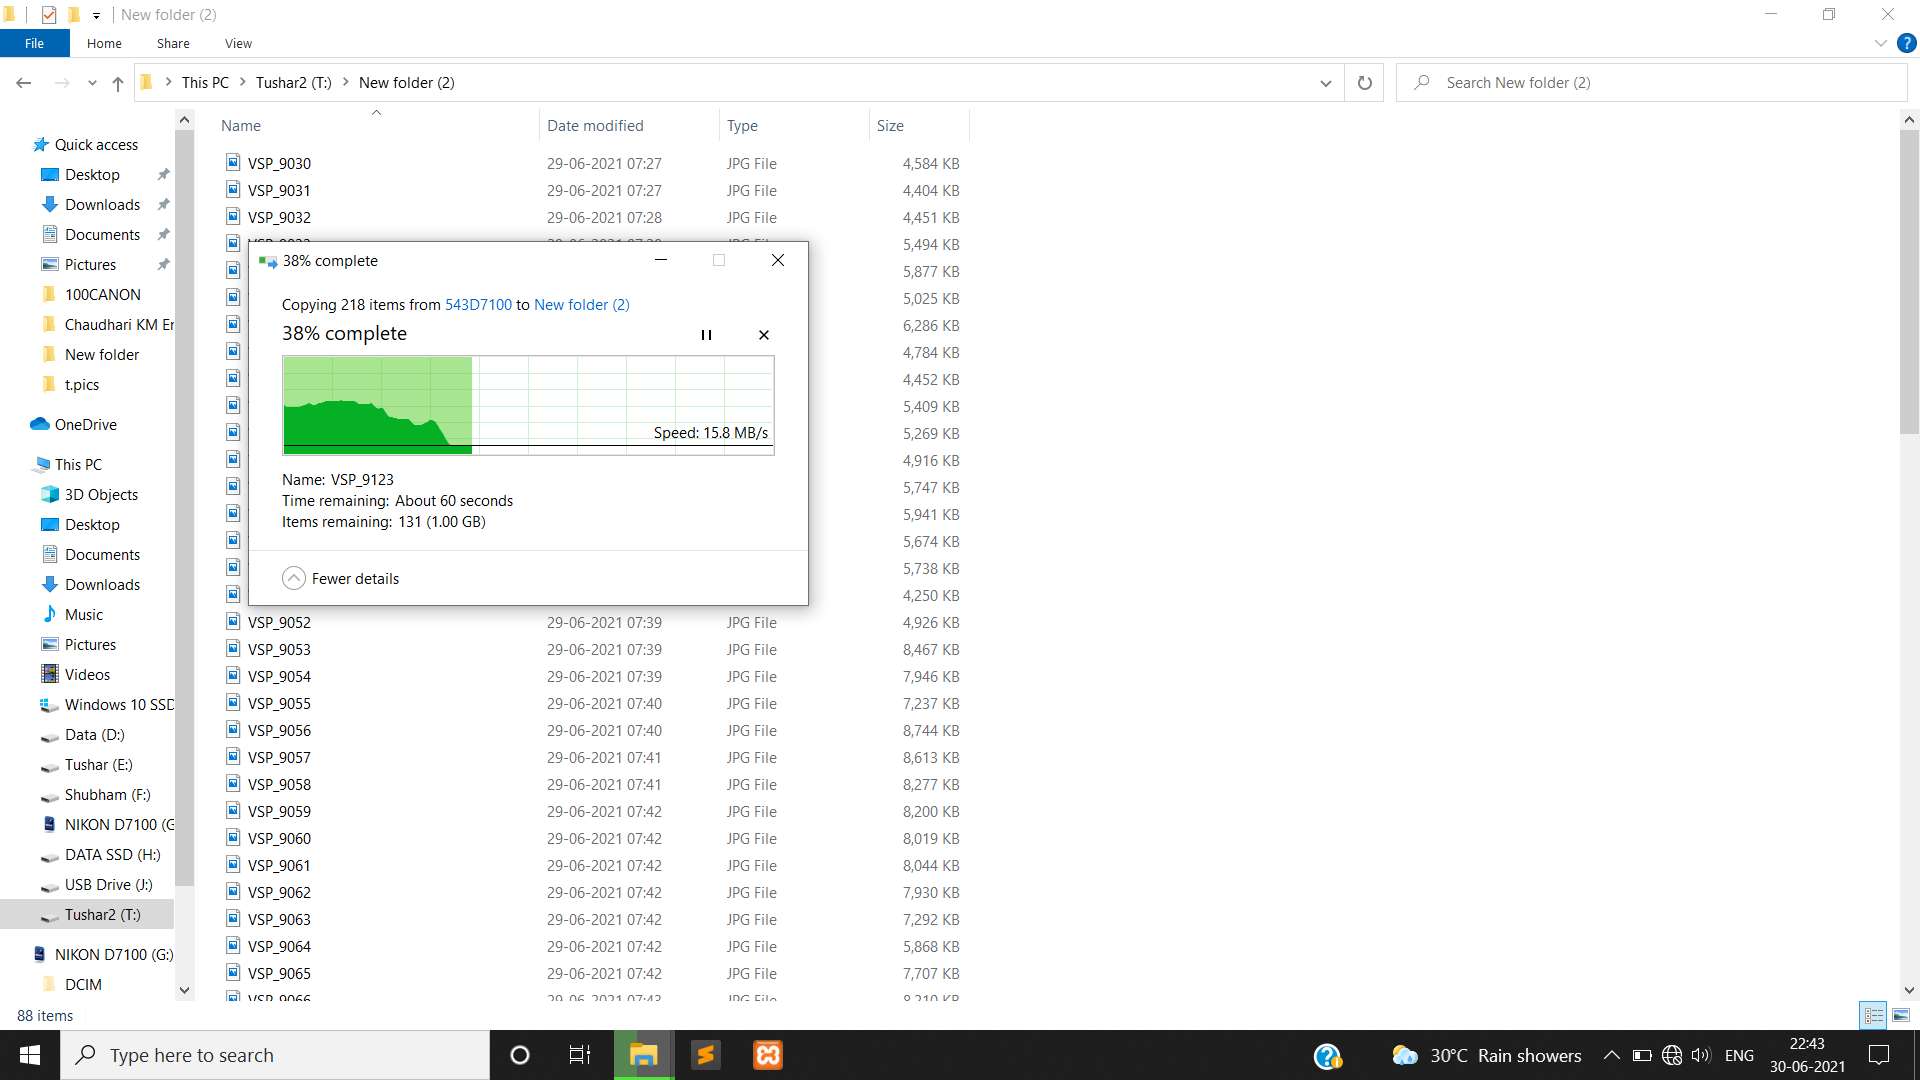 New folder (2)
File Home Share View
This PC Tushar2 (T:) New folder (2)
Search New folder (2)
Name Date modified Type Size
Quick access
Desktop
Downloads
Documents
Pictures
100CANON
Chaudhari KM Er
New folder
t.pics
OneDrive
This PC
3D Objects
Desktop
Documents
Downloads
Music
Pictures
Videos
Windows 10 SSD
Data (D:)
Tushar (E:)
Shubham (F:)
NIKON D7100 (G
DATA SSD (H:)
USB Drive (J:)
Tushar2 (T:)
NIKON D7100 (G:)
DCIM
VSP_9030 29-06-2021 07:27 JPG File 4,584 KB
VSP_9031 29-06-2021 07:27 JPG File 4,404 KB
VSP_9032 29-06-2021 07:28 JPG File 4,451 KB
5,494 KB
5,877 KB
5,025 KB
6,286 KB
4,784 KB
4,452 KB
5,409 KB
5,269 KB
4,916 KB
5,747 KB
5,941 KB
5,674 KB
5,738 KB
4,250 KB
38% complete
Copying 218 items from 543D7100 to New folder (2)
38% complete
Speed: 15.8 MB/s
Name: VSP_9123
Time remaining: About 60 seconds
Items remaining: 131 (1.00 GB)
Fewer details
VSP_9052 29-06-2021 07:39 JPG File 4,926 KB
VSP_9053 29-06-2021 07:39 JPG File 8,467 KB
VSP_9054 29-06-2021 07:39 JPG File 7,946 KB
VSP_9055 29-06-2021 07:40 JPG File 7,237 KB
VSP_9056 29-06-2021 07:40 JPG File 8,744 KB
VSP_9057 29-06-2021 07:41 JPG File 8,613 KB
VSP_9058 29-06-2021 07:41 JPG File 8,277 KB
VSP_9059 29-06-2021 07:42 JPG File 8,200 KB
VSP_9060 29-06-2021 07:42 JPG File 8,019 KB
VSP_9061 29-06-2021 07:42 JPG File 8,044 KB
VSP_9062 29-06-2021 07:42 JPG File 7,930 KB
VSP_9063 29-06-2021 07:42 JPG File 7,292 KB
VSP_9064 29-06-2021 07:42 JPG File 5,868 KB
VSP_9065 29-06-2021 07:42 JPG File 7,707 KB
VSP_9066 29-06-2021 07:43 JPG File 8,210 KB
88 items
Type here to search
30°C Rain showers
ENG
22:43
30-06-2021